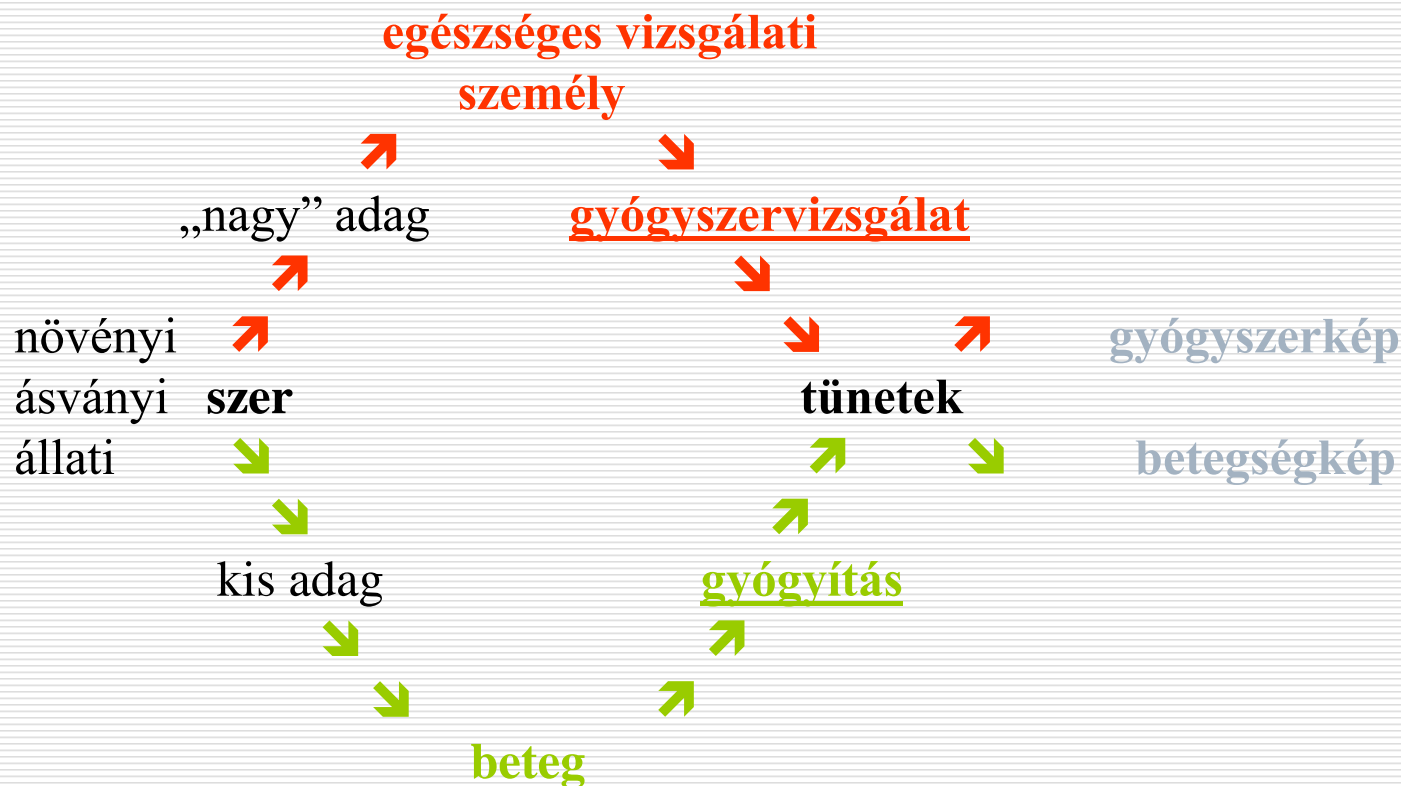 egészséges vizsgálati
személy
„nagy” adag gyógyszervizsgálat
növényi gyógyszerkép
ásványi szer tünetek
állati betegségkép
kis adag gyógyítás
beteg